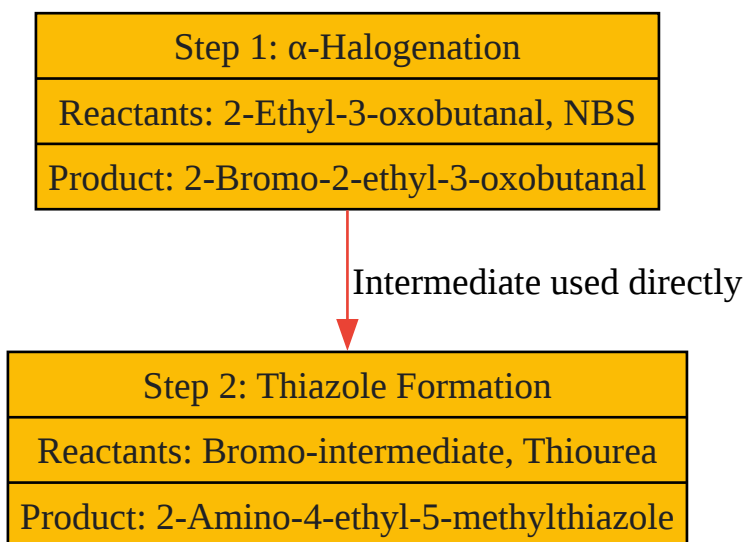 Step 1: α-Halogenation
Reactants: 2-Ethyl-3-oxobutanal, NBS
Product: 2-Bromo-2-ethyl-3-oxobutanal
Intermediate used directly
Step 2: Thiazole Formation
Reactants: Bromo-intermediate, Thiourea
Product: 2-Amino-4-ethyl-5-methylthiazole